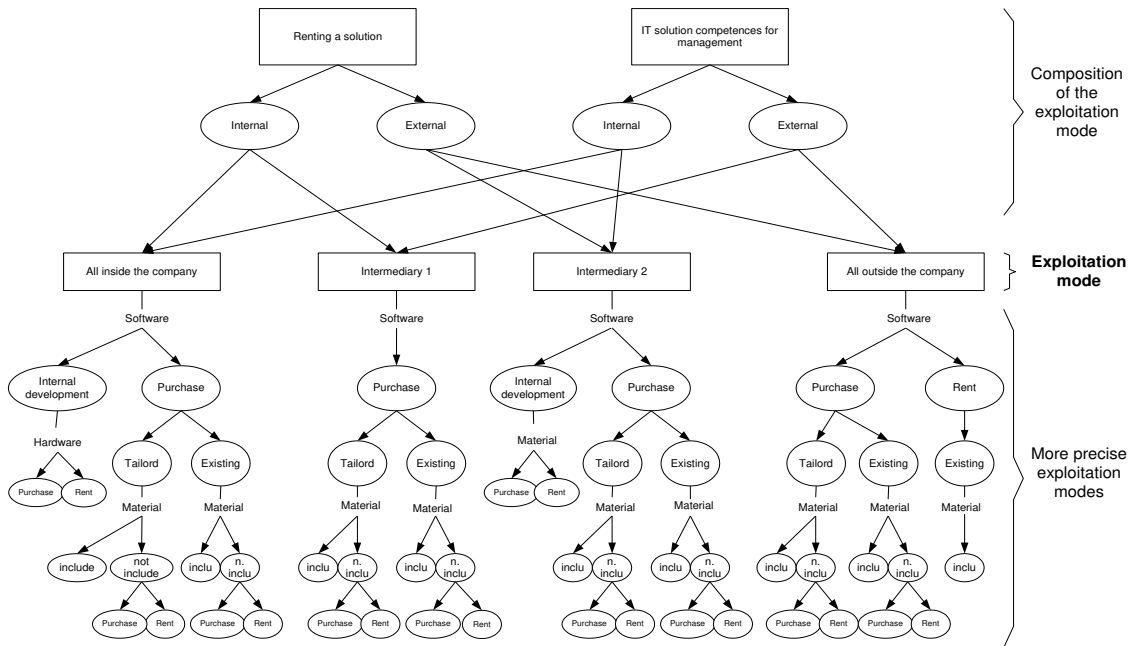 Renting a solution
IT solution competences for
management
Composition
of the
exploitation
mode
Internal
External
Internal
External
All inside the company
Intermediary 1
Intermediary 2
All outside the company
Exploitation
mode
Software
Software
Software
Software
Internal
development
Purchase
Purchase
Internal
development
Purchase
Purchase
Rent
Hardware
Material
Tailord
Existing
Tailord
Existing
Tailord
Existing
Tailord
Existing
Existing
More precise
exploitation
modes
Purchase
Rent
Purchase
Rent
Material
Material
Material
Material
Material
Material
Material
Material
Material
include
not
include
inclu
n.
inclu
inclu
n.
inclu
inclu
n.
inclu
inclu
n.
inclu
inclu
n.
inclu
inclu
n.
inclu
inclu
n.
inclu
inclu
Purchase
Rent
Purchase
Rent
Purchase
Rent
Purchase
Rent
Purchase
Rent
Purchase
Rent
Purchase
Rent
Purchase
Rent